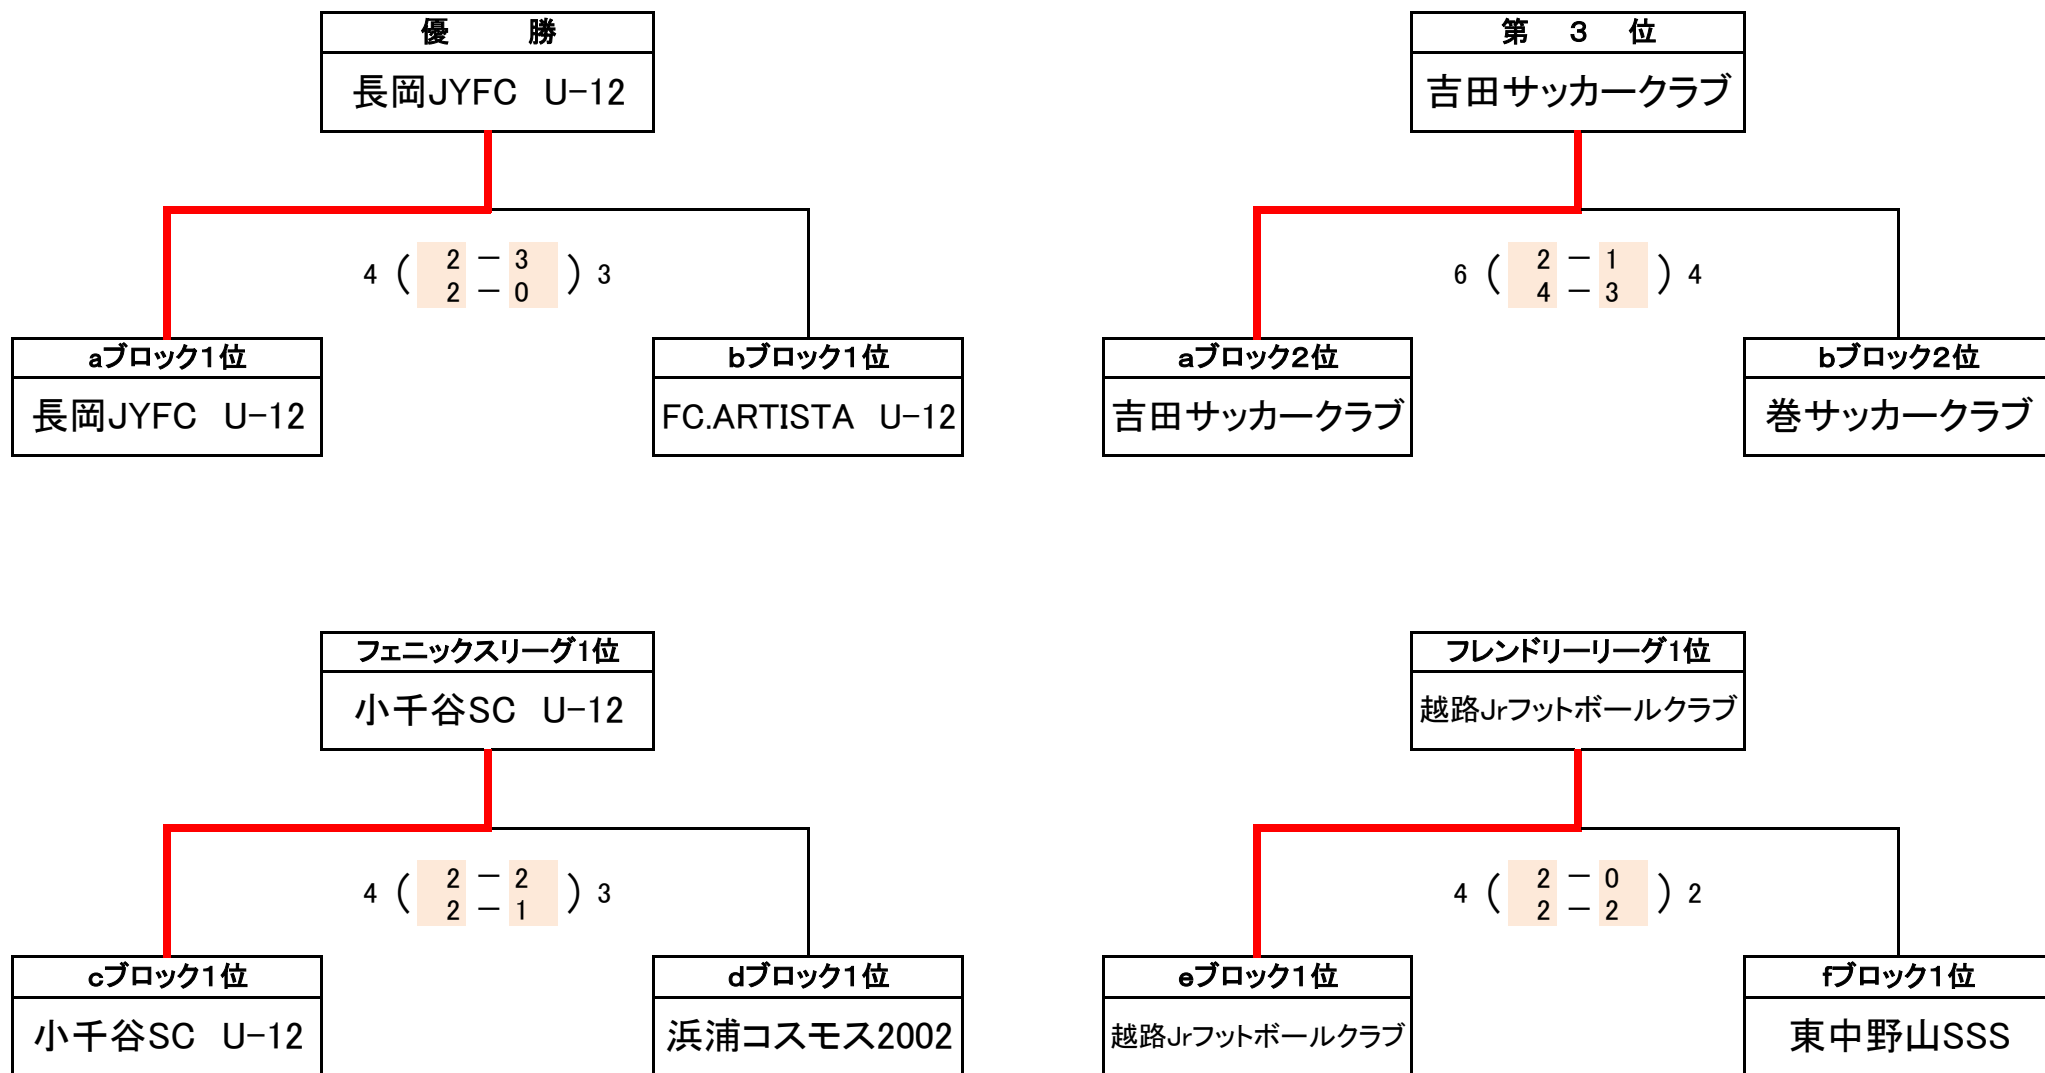 優　　勝
長岡JYFC　U-12
4 ( 2 － 3 ) 3
2 － 0
aブロック1位
長岡JYFC　U-12
bブロック1位
FC.ARTISTA　U-12
第　3　位
吉田サッカークラブ
6 ( 2 － 1 ) 4
4 － 3
aブロック2位
吉田サッカークラブ
bブロック2位
巻サッカークラブ
フェニックスリーグ1位
小千谷SC　U-12
4 ( 2 － 2 ) 3
2 － 1
cブロック1位
小千谷SC　U-12
dブロック1位
浜浦コスモス2002
フレンドリーリーグ1位
越路Jrフットボールクラブ
4 ( 2 － 0 ) 2
2 － 2
eブロック1位
越路Jrフットボールクラブ
fブロック1位
東中野山SSS